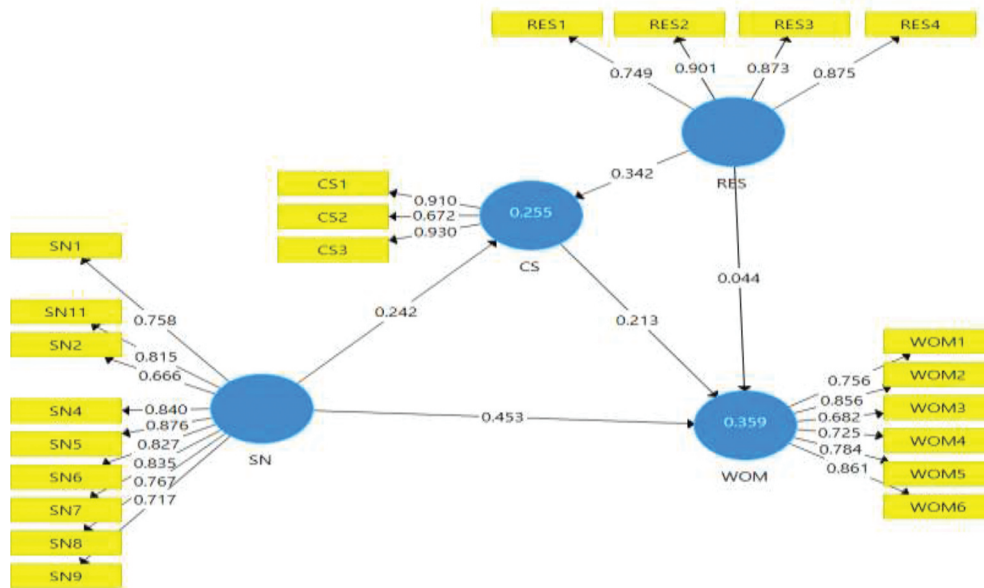 RES1 RES2 RES3 RES4
0.749 0.901 0.873 0.875
RES
0.342
0.044
CS1
CS2
CS3
0.910
0.672
0.930
0.255
CS
0.242
0.213
SN1
SN11
SN2
SN4
SN5
SN6
SN7
SN8
SN9
0.758
0.815
0.666
0.840
0.876
0.827
0.835
0.767
0.717
SN
0.453
0.359
WOM
0.756
0.856
0.682
0.725
0.784
0.861
WOM1
WOM2
WOM3
WOM4
WOM5
WOM6